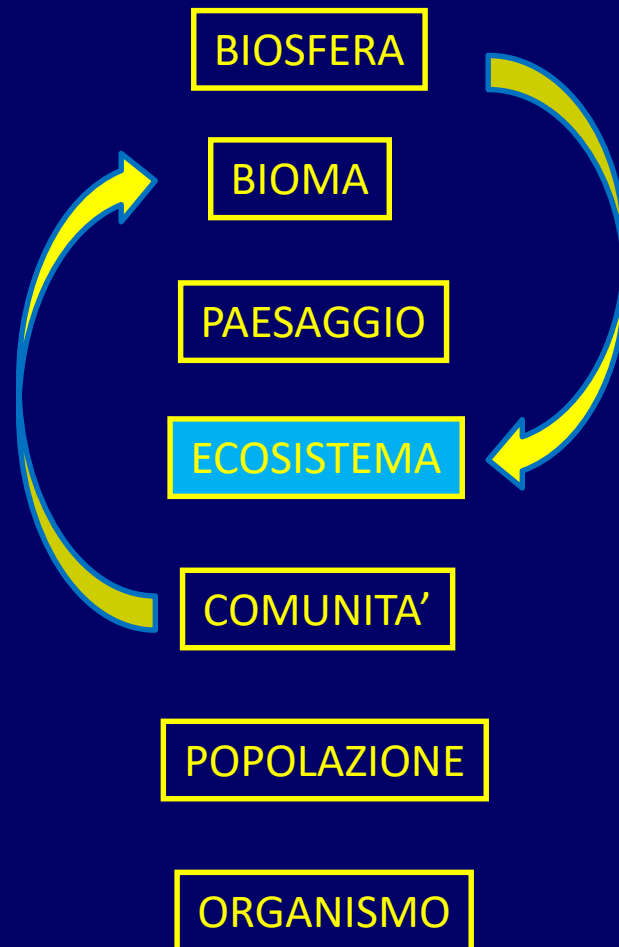 BIOSFERA
BIOMA
PAESAGGIO
ECOSISTEMA
COMUNITA’
POPOLAZIONE
ORGANISMO